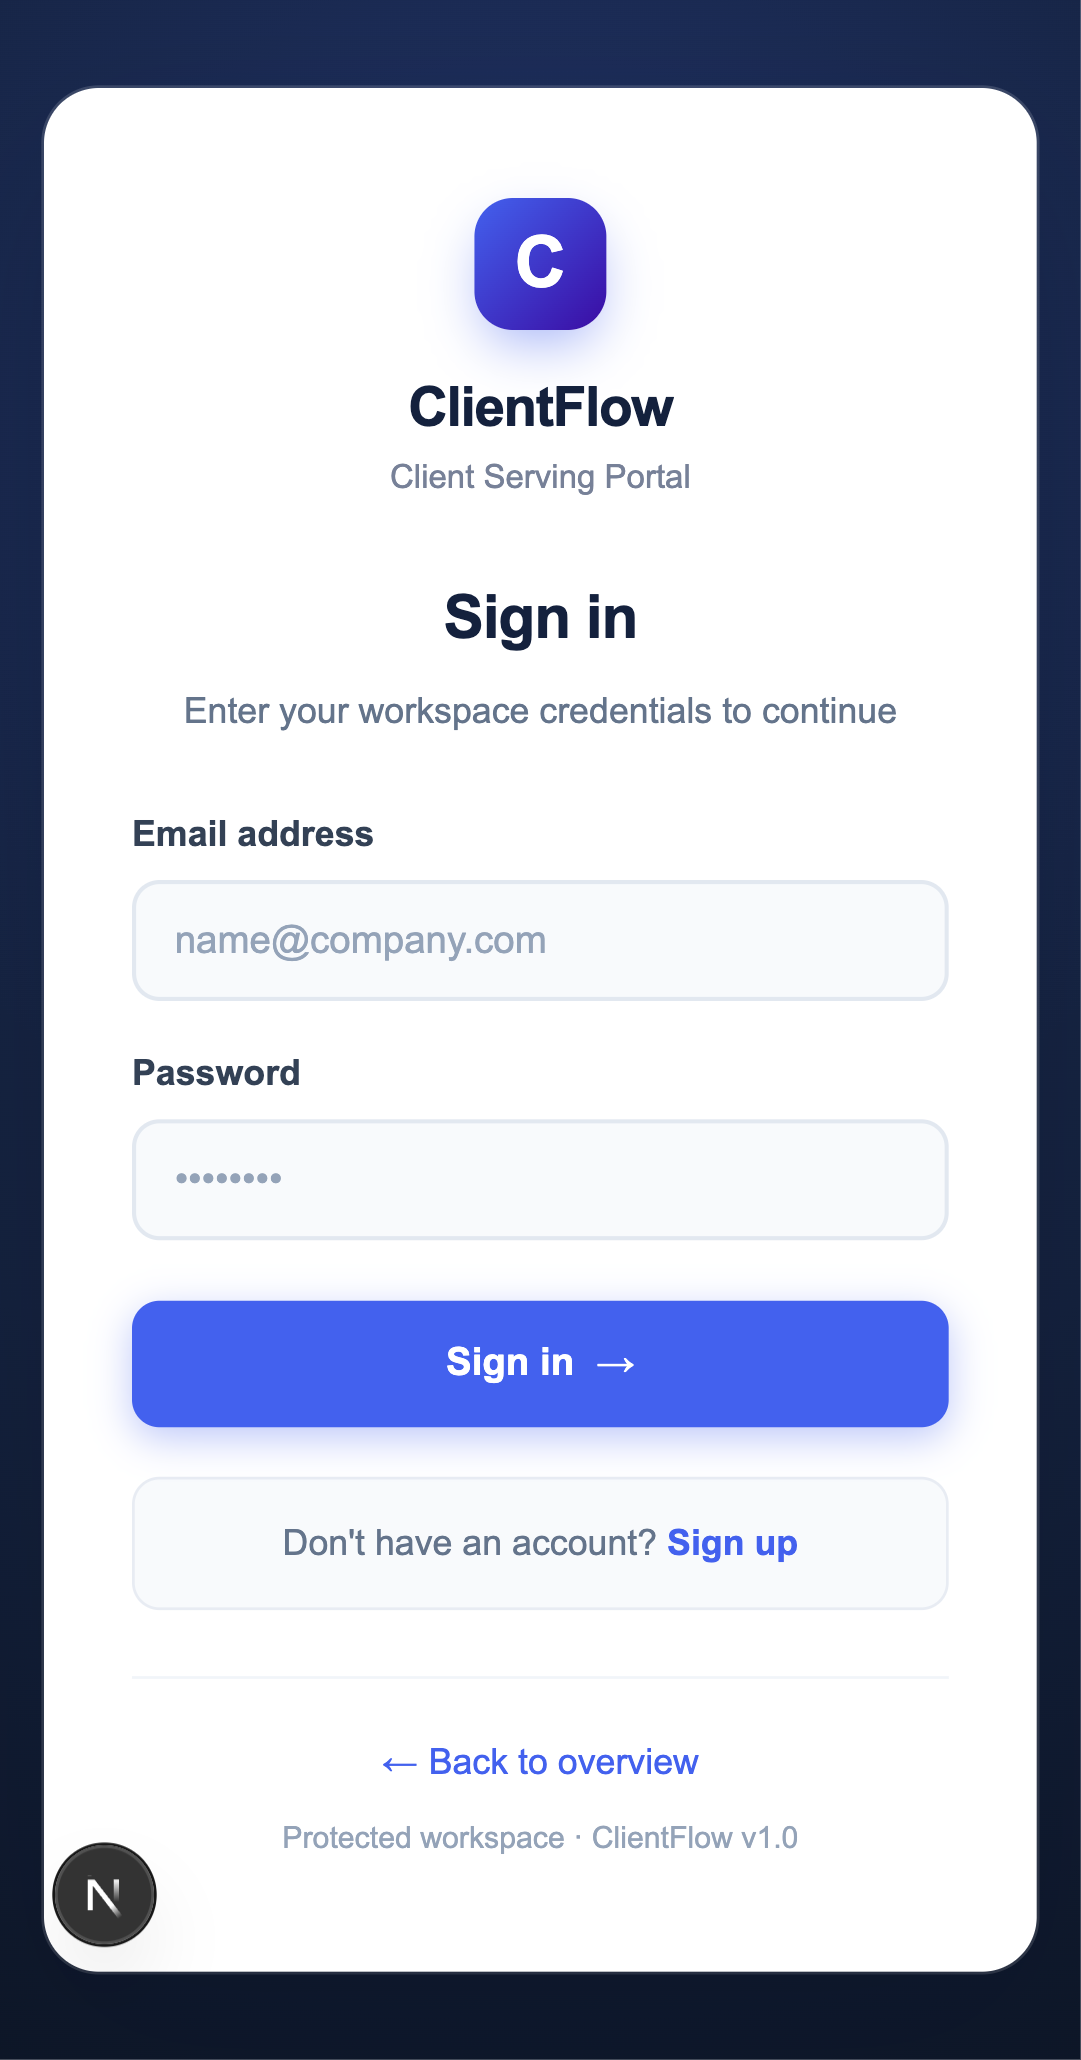 C
ClientFlow
Client Serving Portal
Sign in
Enter your workspace credentials to continue
Email address
name@company.com
Password
••••••••
Sign in →
Don't have an account? Sign up
← Back to overview
Protected workspace · ClientFlow v1.0
N